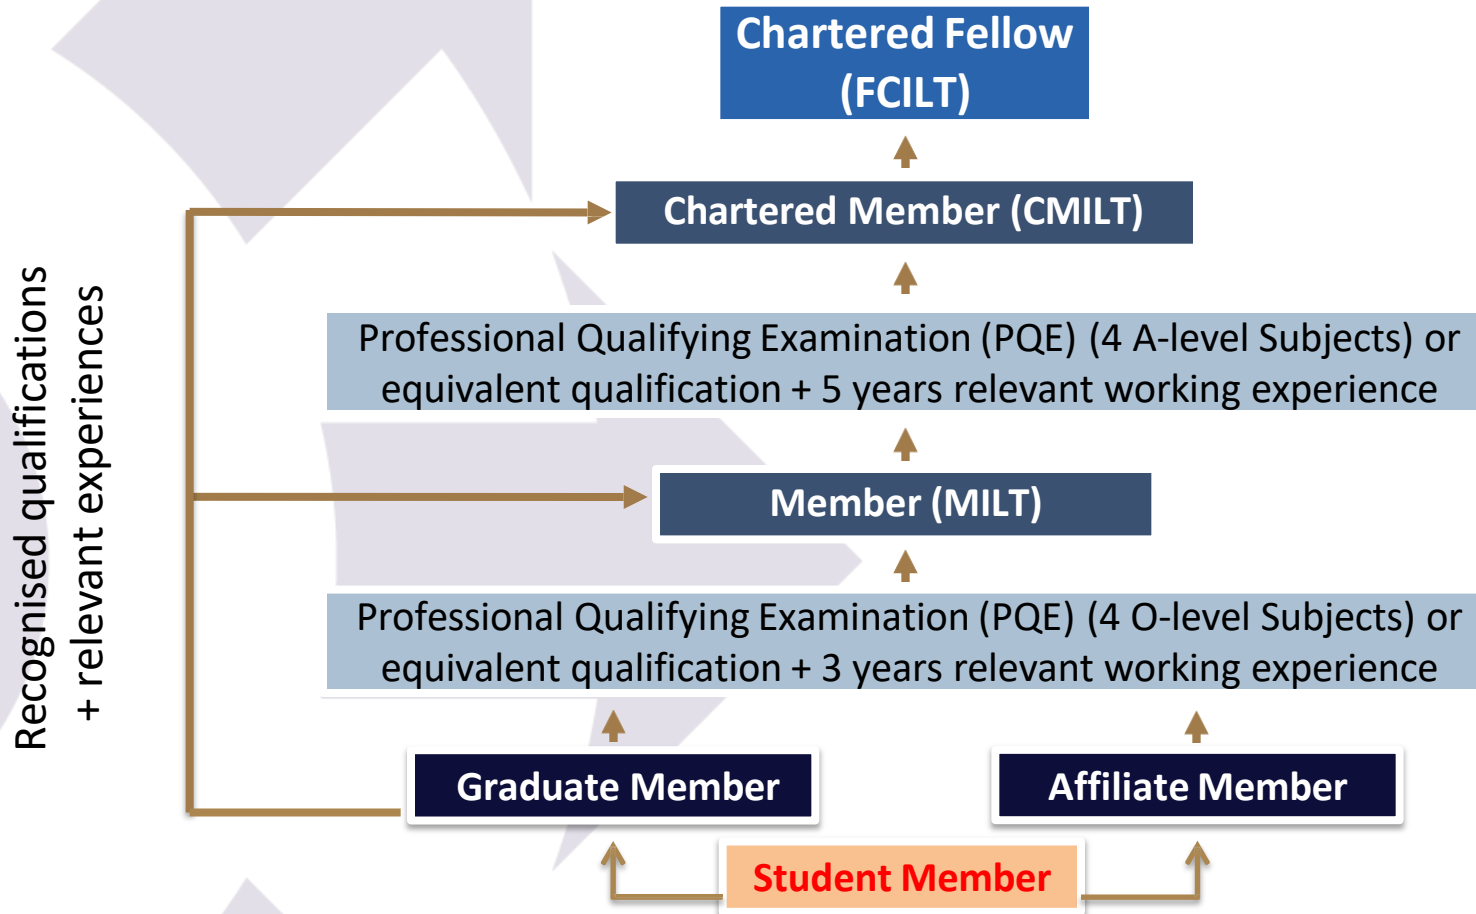 Chartered Fellow
(FCILT)
Chartered Member (CMILT)
Professional Qualifying Examination (PQE) (4 A-level Subjects) or
equivalent qualification + 5 years relevant working experience
Member (MILT)
Professional Qualifying Examination (PQE) (4 O-level Subjects) or
equivalent qualification + 3 years relevant working experience
Graduate Member
Affiliate Member
Student Member
Recognised qualifications
+ relevant experiences